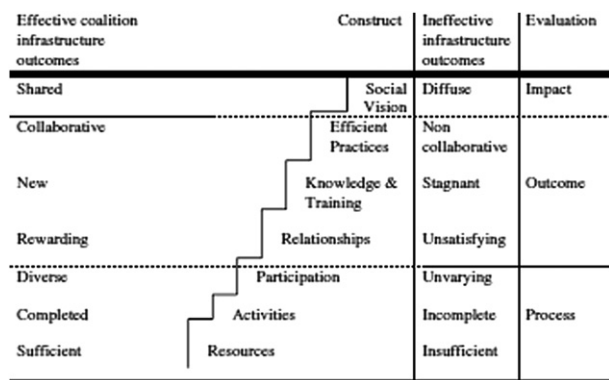 Effective coalition Construct Ineffective Evaluation
infrastructure infrastructure
outcomes outcomes
Shared Social Diffuse Impact
Vision
Collaborative Efficient Non
Practices collaborative
New Knowledge & Stagnant Outcome
Training
Rewarding Relationships Unsatisfying
Diverse Participation Unvarying
Completed Activities Incomplete Process
Sufficient Resources Insufficient